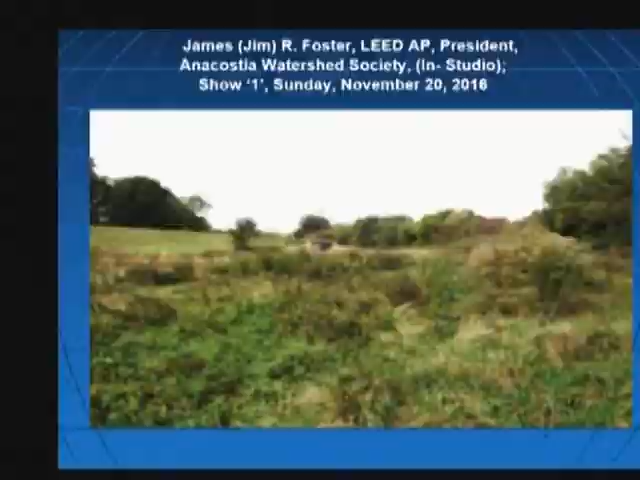 James (Jim) R. Foster, LEED AP, President,
Anacostia Watershed Society, (In- Studio);
Show '1', Sunday, November 20, 2016